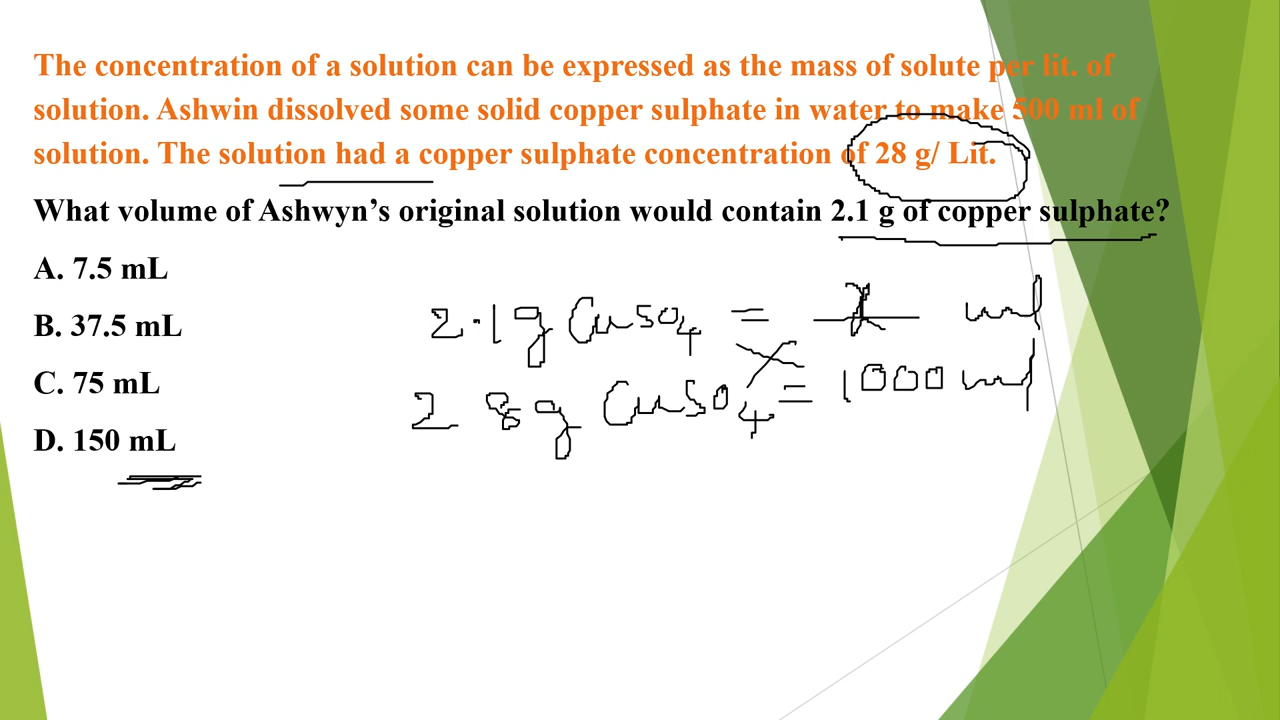 The concentration of a solution can be expressed as the mass of solute per lit. of
solution. Ashwin dissolved some solid copper sulphate in water to make 500 ml of
solution. The solution had a copper sulphate concentration of 28 g/ Lit.
What volume of Ashwyn’s original solution would contain 2.1 g of copper sulphate?
A. 7.5 mL
B. 37.5 mL
C. 75 mL
D. 150 mL
2.1g CuSO4 = x ml
28g CuSO4 = 1000 ml